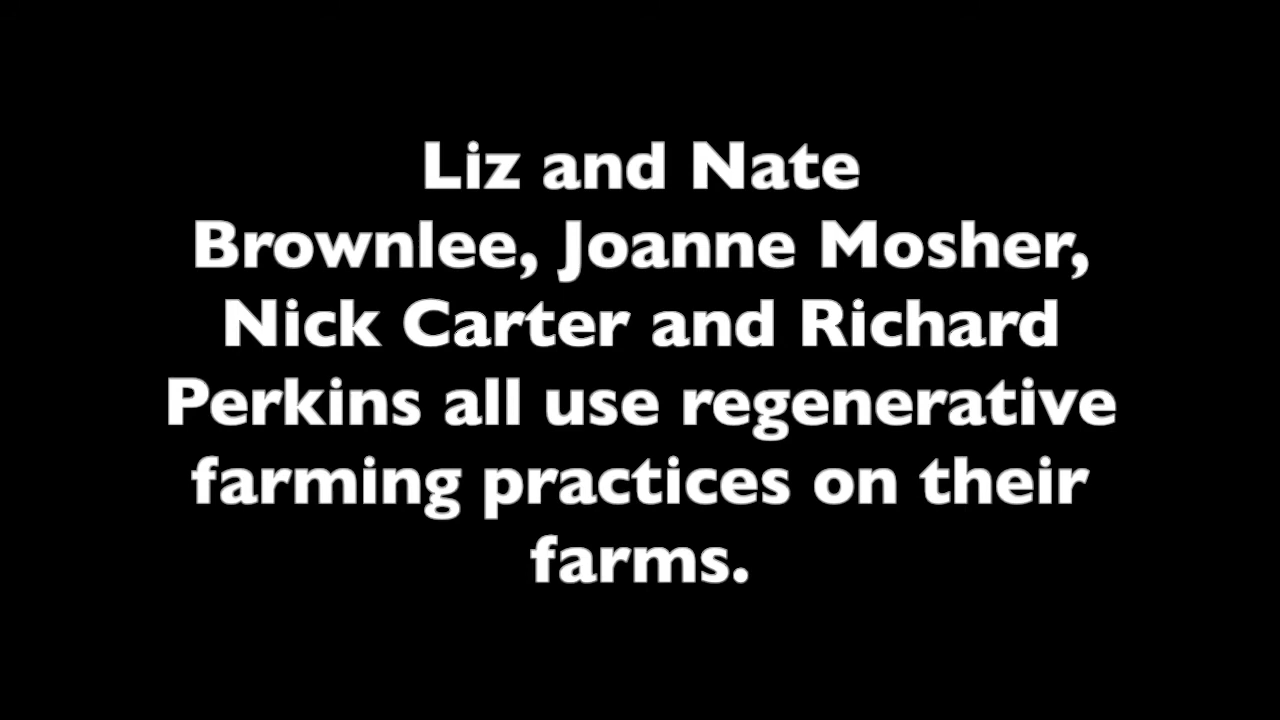 Liz and Nate
Brownlee, Joanne Mosher,
Nick Carter and Richard
Perkins all use regenerative
farming practices on their
farms.